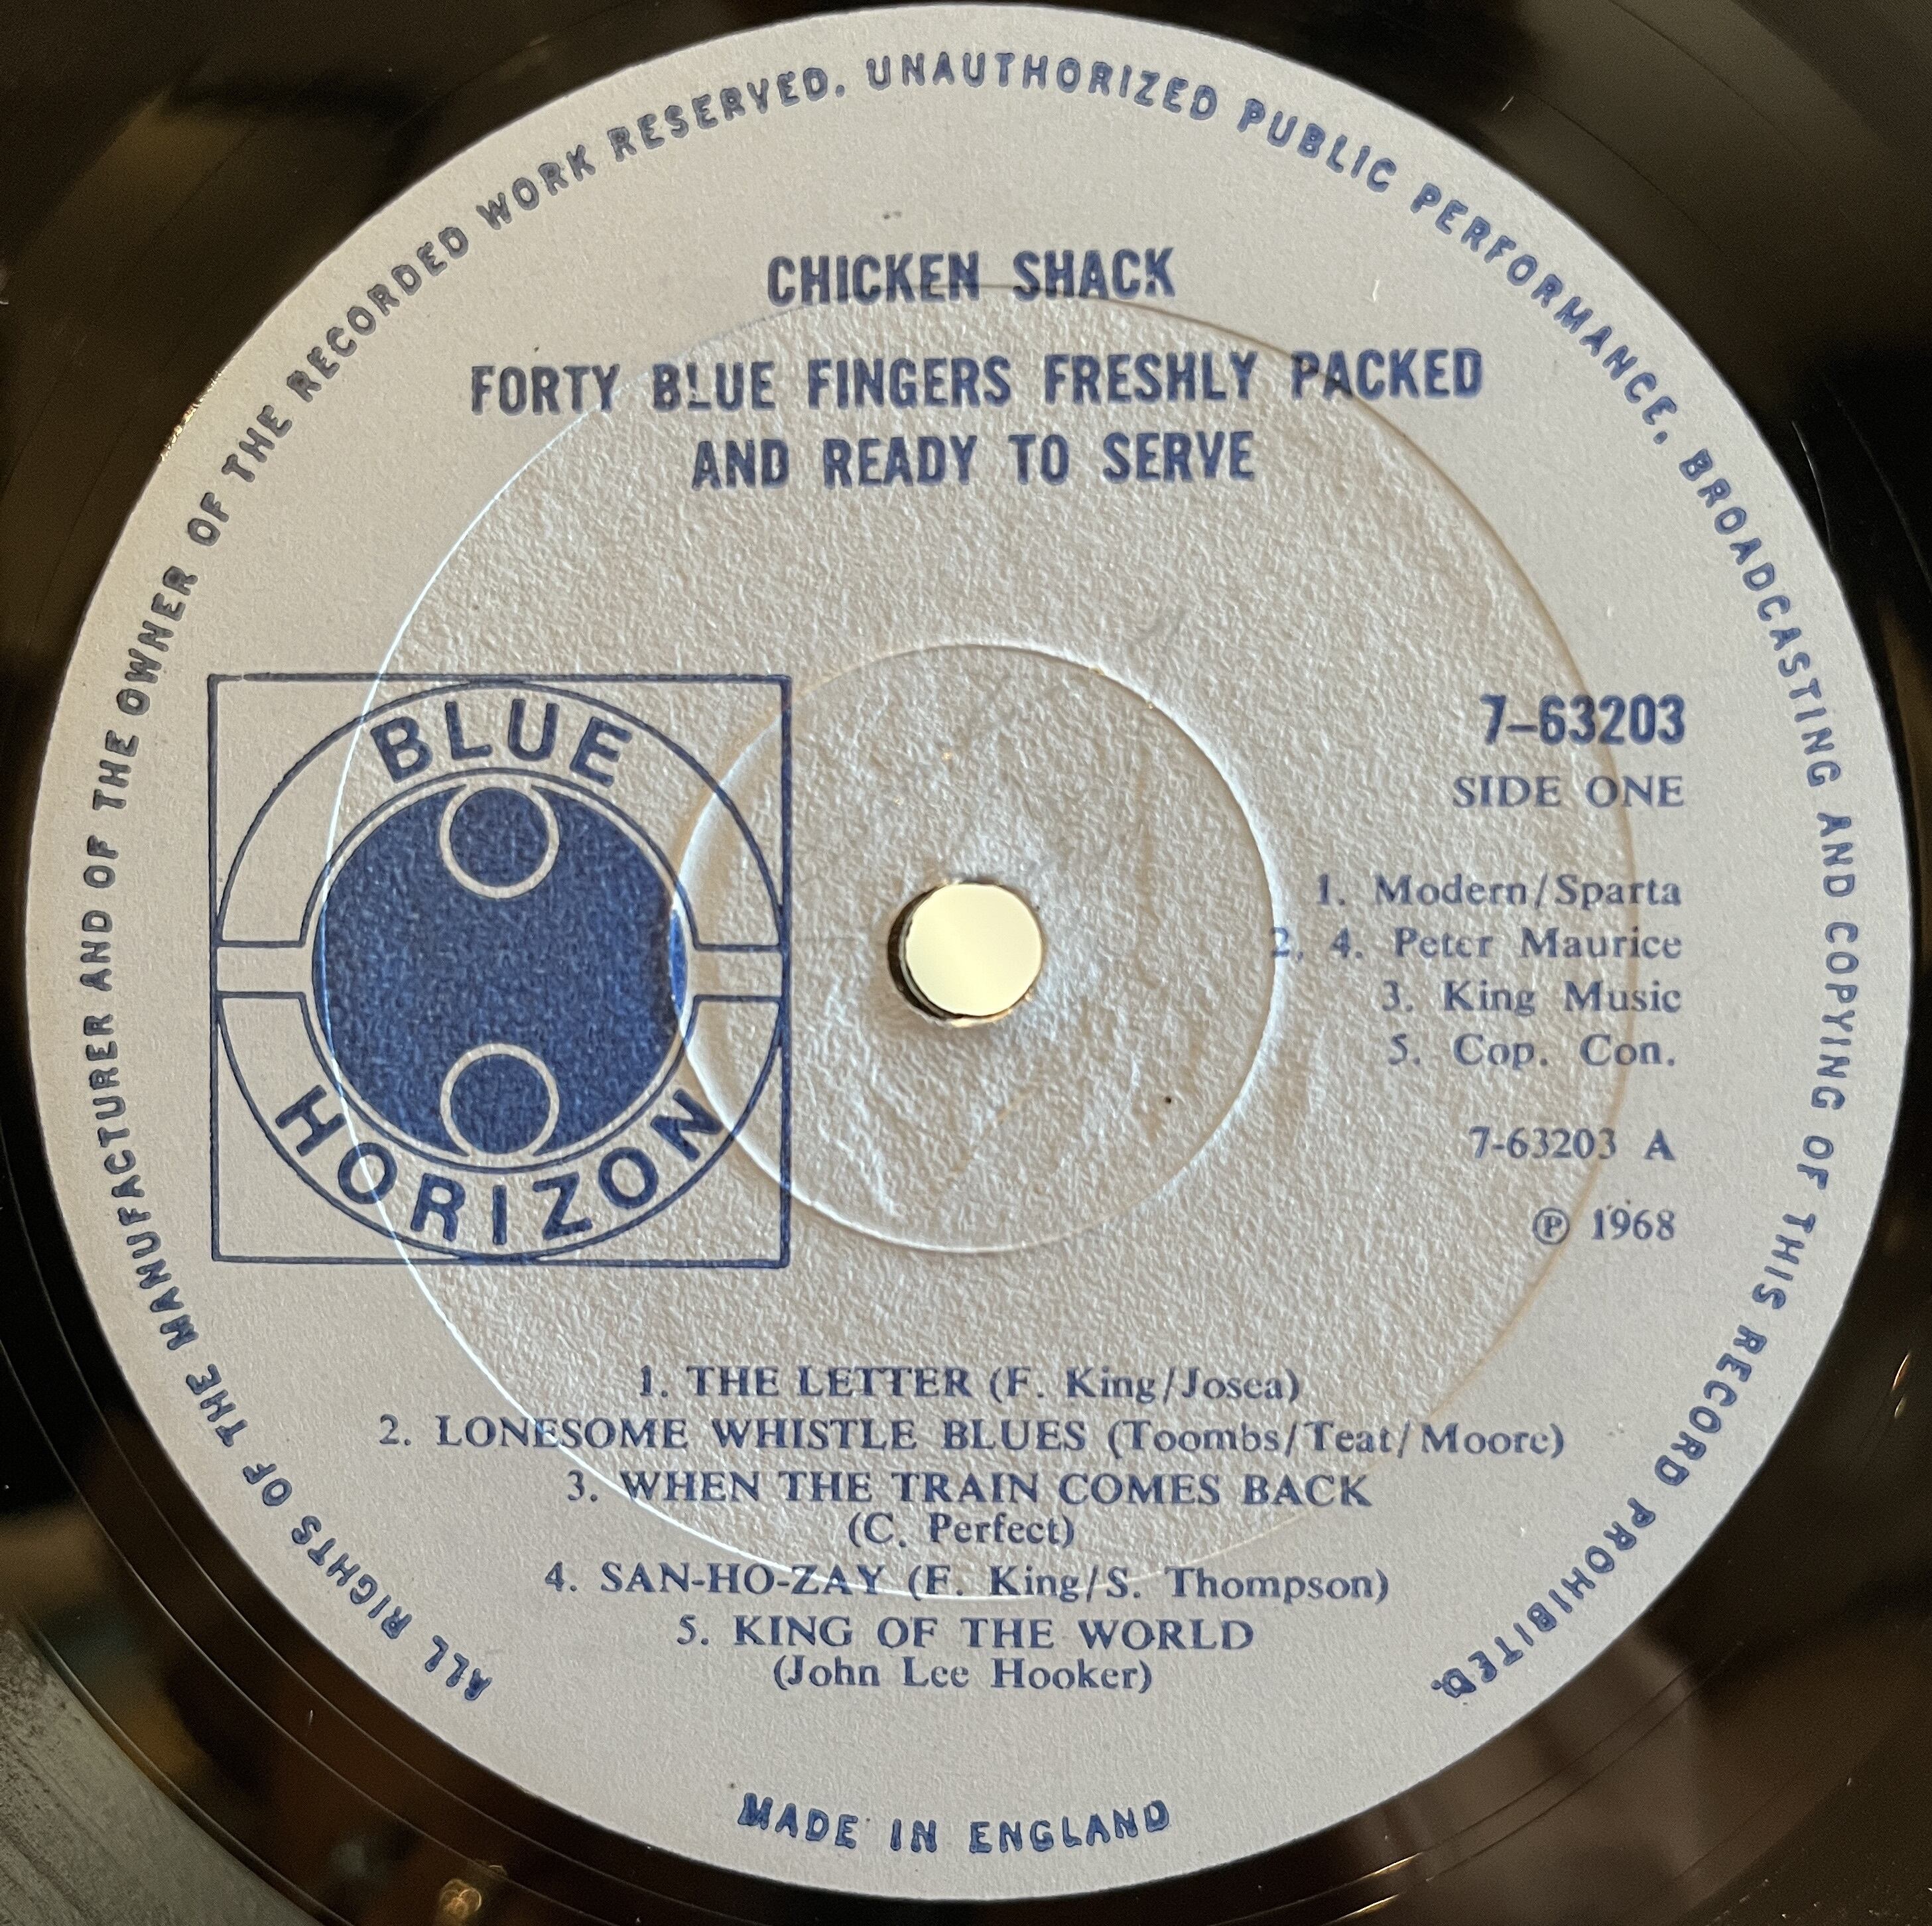 ALL RIGHTS OF THE MANUFACTURER AND OF THE OWNER OF THE RECORDED WORK RESERVED. UNAUTHORIZED PUBLIC PERFORMANCE, BROADCASTING AND COPYING OF THIS RECORD PROHIBITED.
CHICKEN SHACK
FORTY BLUE FINGERS FRESHLY PACKED
AND READY TO SERVE
BLUE
HORIZON
7-63203
SIDE ONE
1. Modern/Sparta
2, 4. Peter Maurice
3. King Music
5. Cop. Con.
7-63203 A
℗ 1968
1. THE LETTER (F. King/Josea)
2. LONESOME WHISTLE BLUES (Toombs/Teat/Moore)
3. WHEN THE TRAIN COMES BACK
(C. Perfect)
4. SAN-HO-ZAY (F. King/S. Thompson)
5. KING OF THE WORLD
(John Lee Hooker)
MADE IN ENGLAND